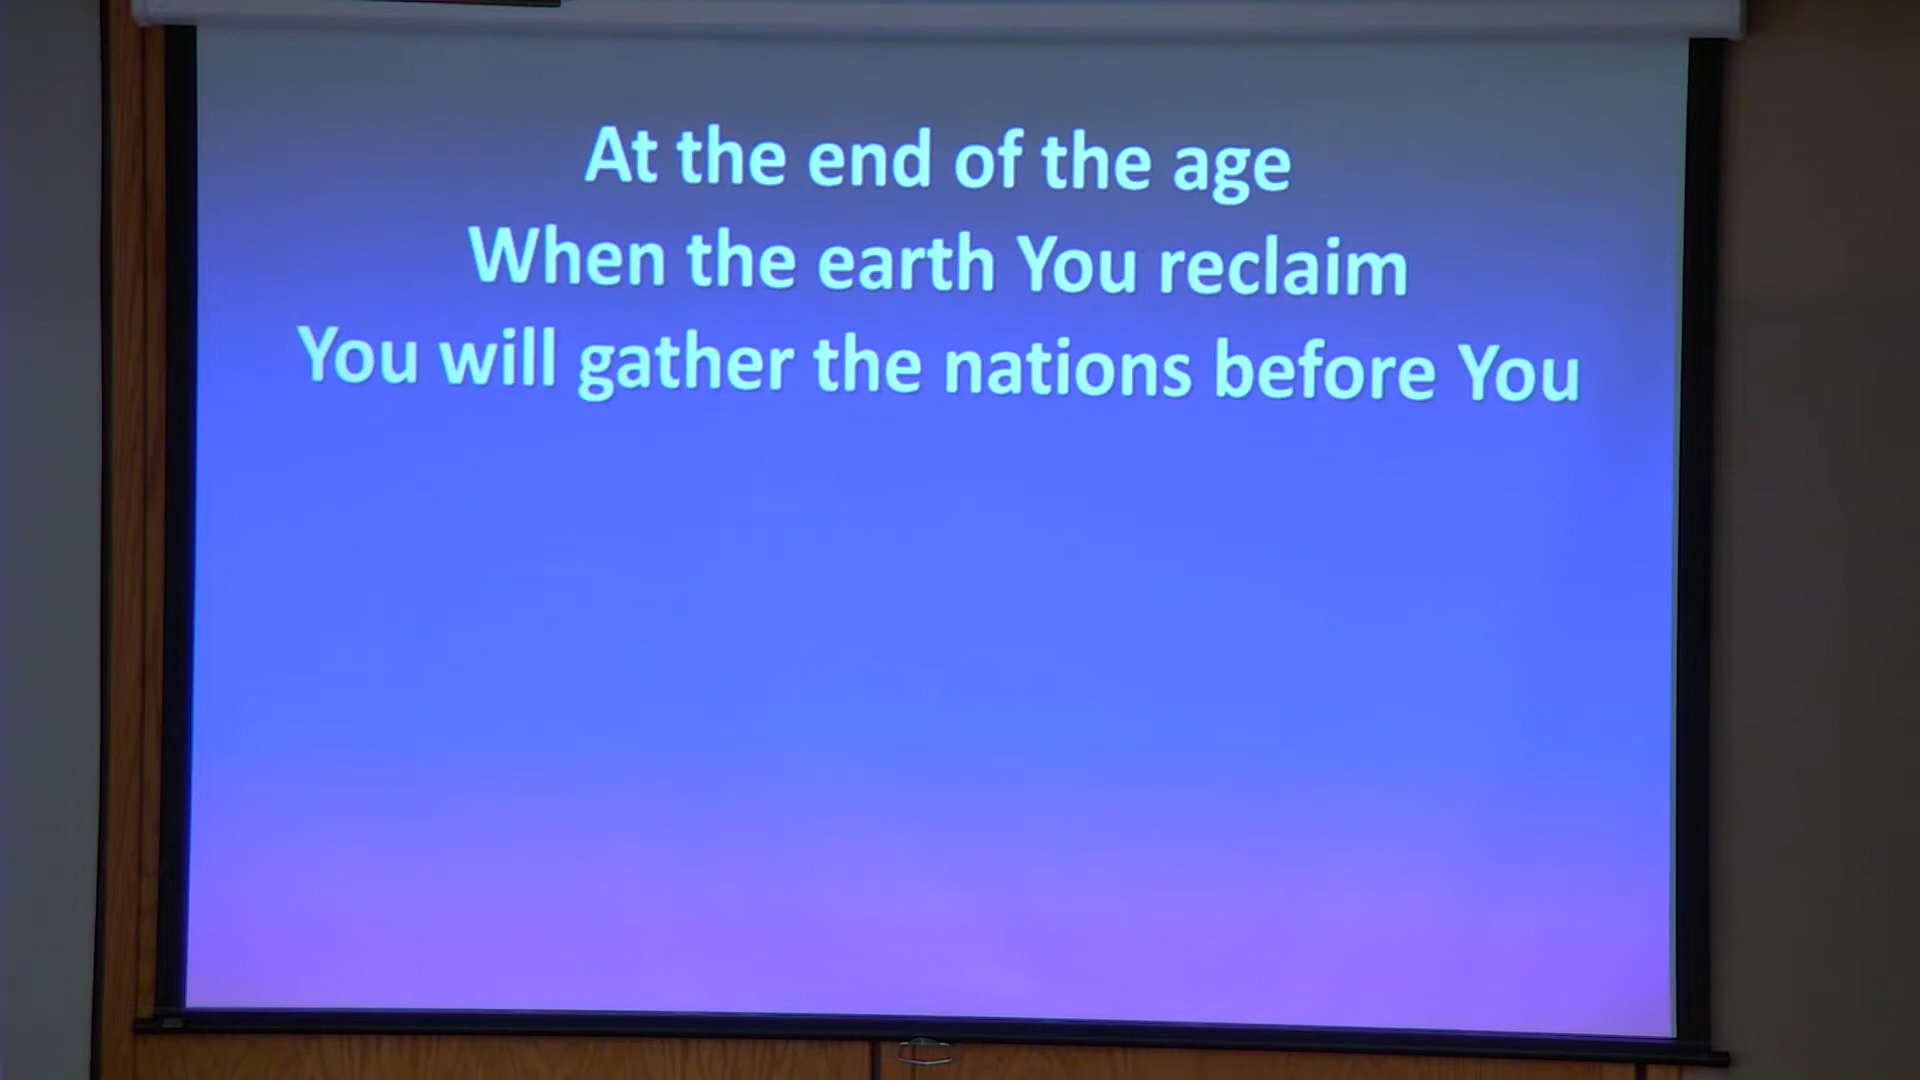 At the end of the age
When the earth You reclaim
You will gather the nations before You